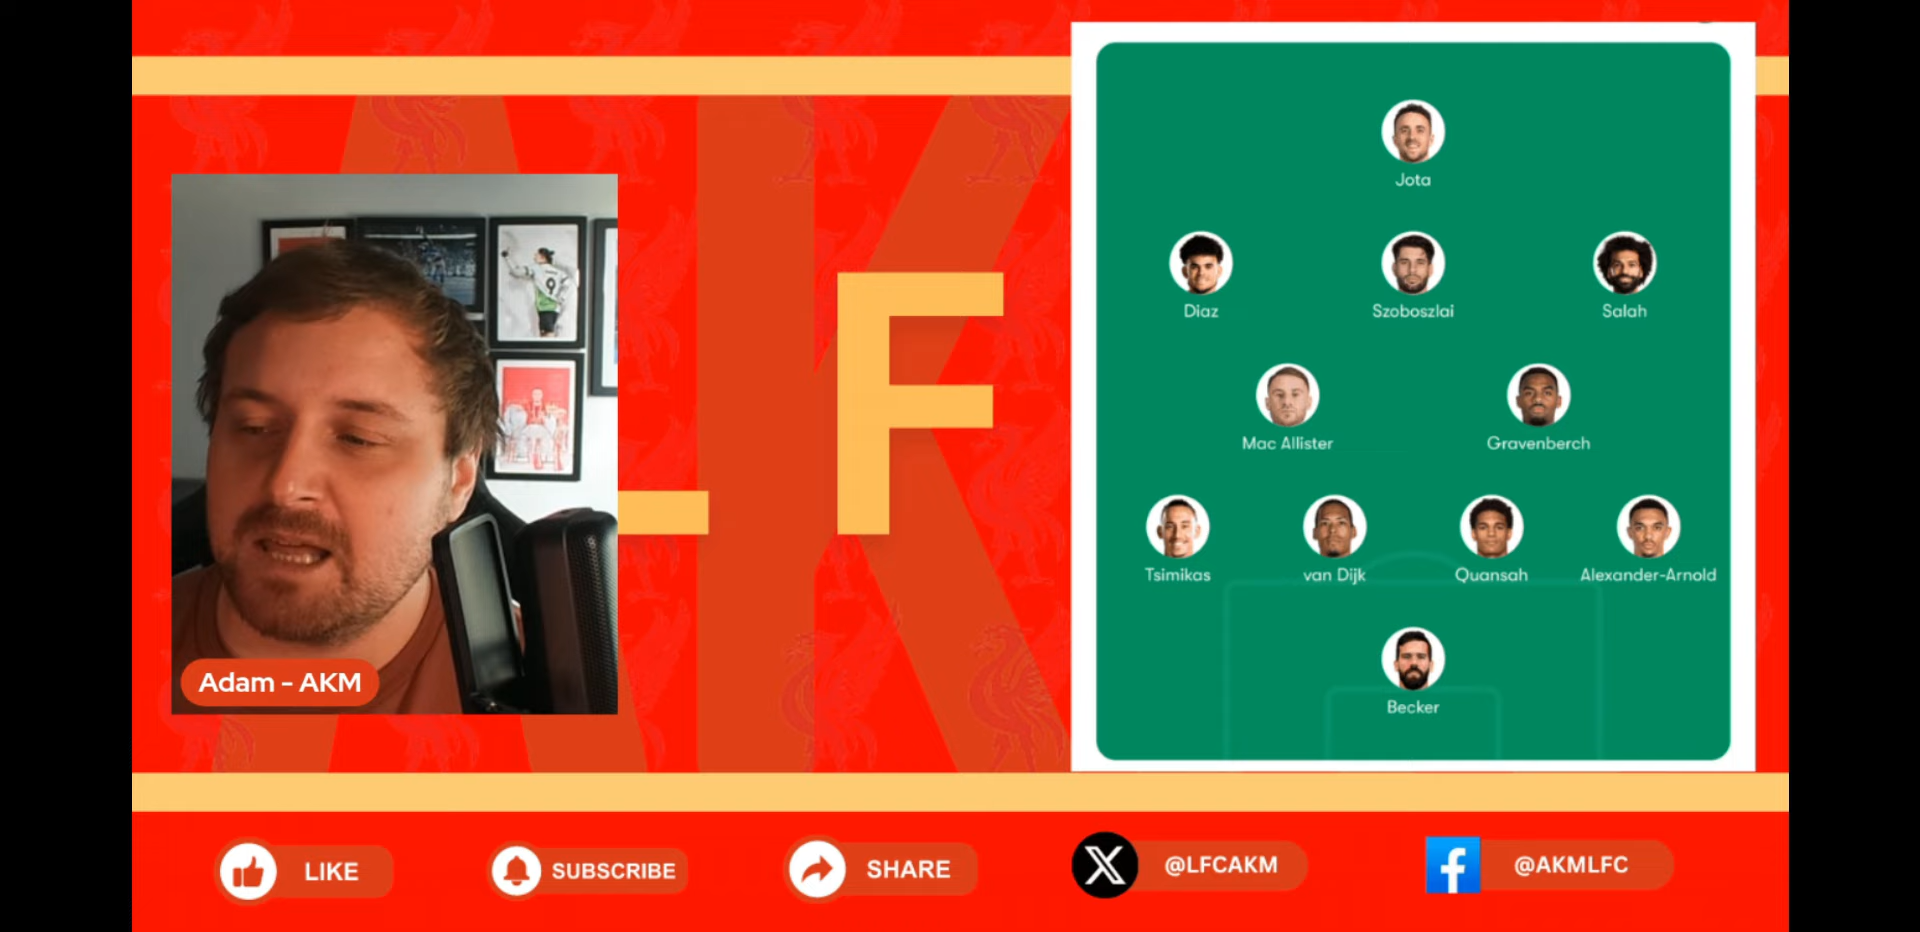 Jota
Diaz
Szoboszlai
Salah
Mac Allister
Gravenberch
Tsimikas
van Dijk
Quansah
Alexander-Arnold
Becker
9
L F
Adam - AKM
LIKE
SUBSCRIBE
SHARE
@LFCAKM
@AKMLFC